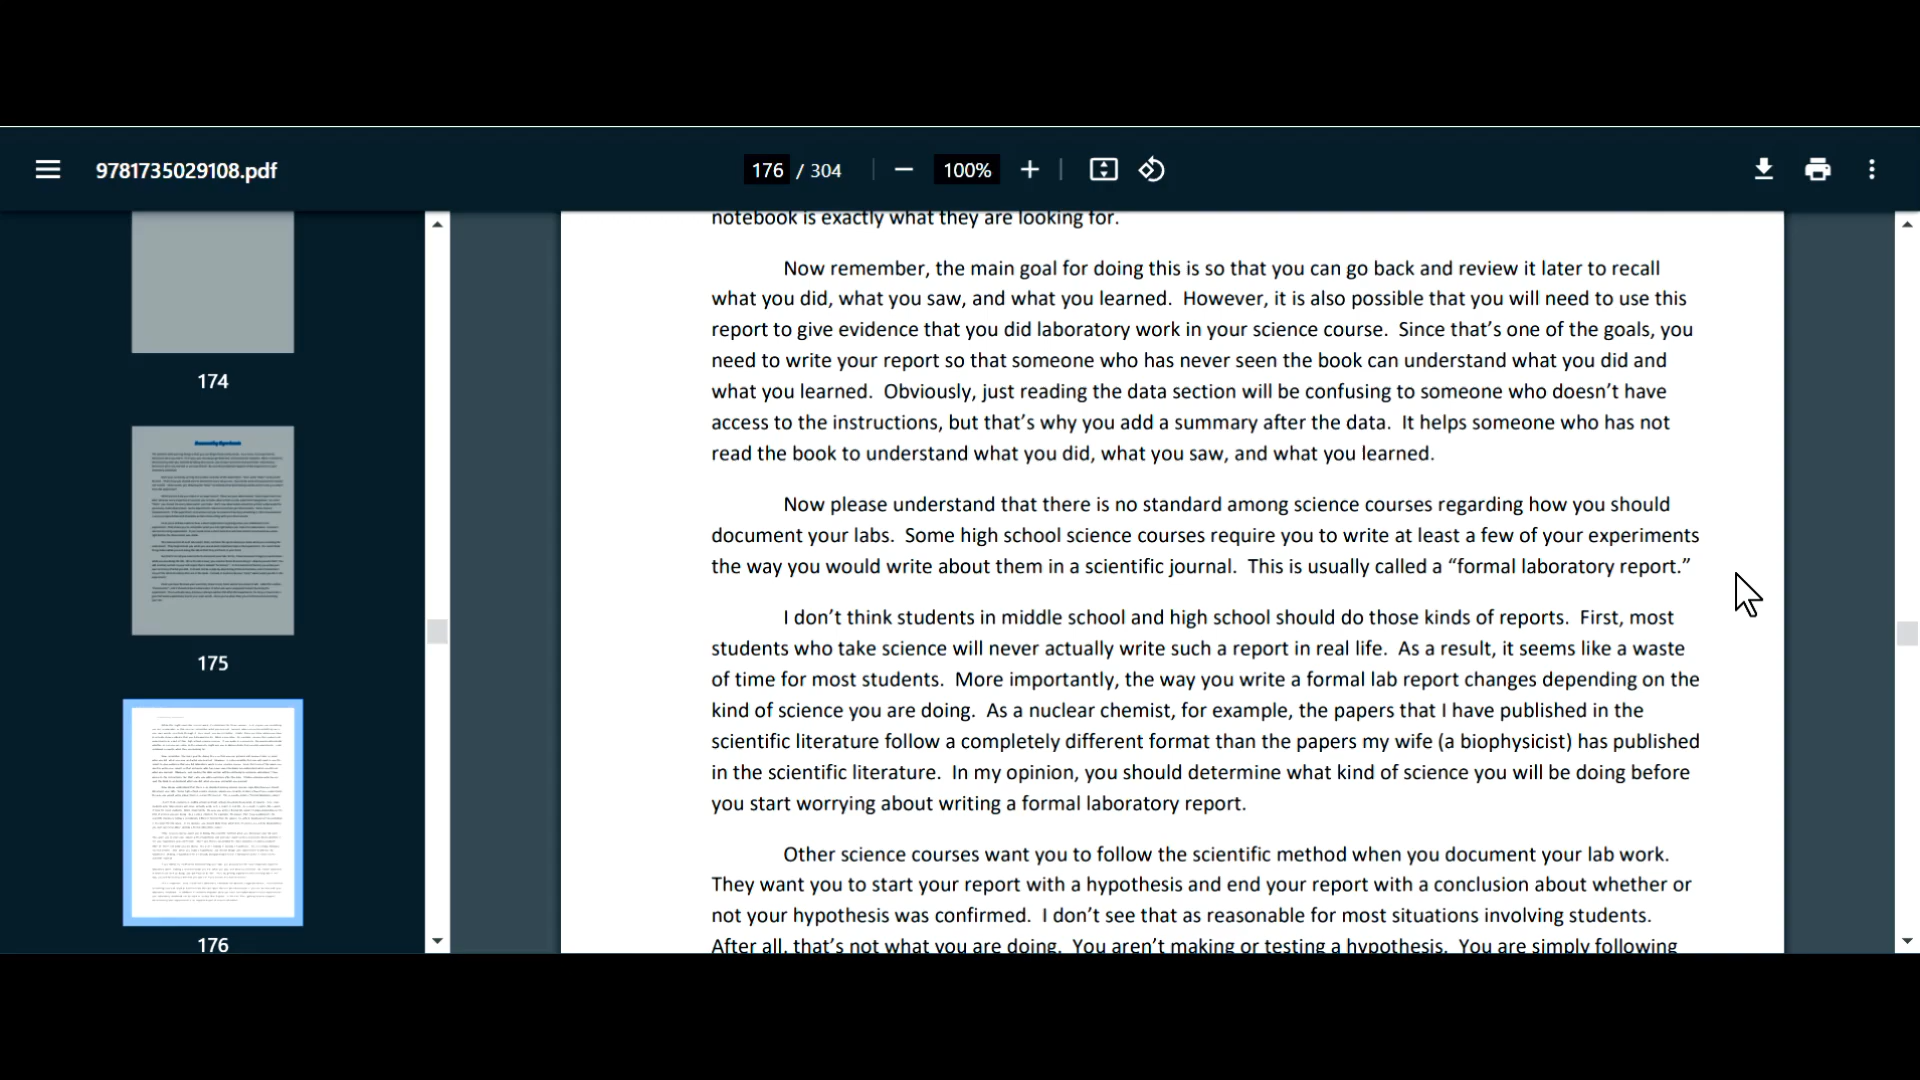 9781735029108.pdf
176 / 304
100%
174
175
176
notebook is exactly what they are looking for.
Now remember, the main goal for doing this is so that you can go back and review it later to recall
what you did, what you saw, and what you learned.  However, it is also possible that you will need to use this
report to give evidence that you did laboratory work in your science course.  Since that’s one of the goals, you
need to write your report so that someone who has never seen the book can understand what you did and
what you learned.  Obviously, just reading the data section will be confusing to someone who doesn’t have
access to the instructions, but that’s why you add a summary after the data.  It helps someone who has not
read the book to understand what you did, what you saw, and what you learned.
Now please understand that there is no standard among science courses regarding how you should
document your labs.  Some high school science courses require you to write at least a few of your experiments
the way you would write about them in a scientific journal.  This is usually called a “formal laboratory report.”
I don’t think students in middle school and high school should do those kinds of reports.  First, most
students who take science will never actually write such a report in real life.  As a result, it seems like a waste
of time for most students.  More importantly, the way you write a formal lab report changes depending on the
kind of science you are doing.  As a nuclear chemist, for example, the papers that I have published in the
scientific literature follow a completely different format than the papers my wife (a biophysicist) has published
in the scientific literature.  In my opinion, you should determine what kind of science you will be doing before
you start worrying about writing a formal laboratory report.
Other science courses want you to follow the scientific method when you document your lab work.
They want you to start your report with a hypothesis and end your report with a conclusion about whether or
not your hypothesis was confirmed.  I don’t see that as reasonable for most situations involving students.
After all, that’s not what you are doing.  You aren’t making or testing a hypothesis.  You are simply following